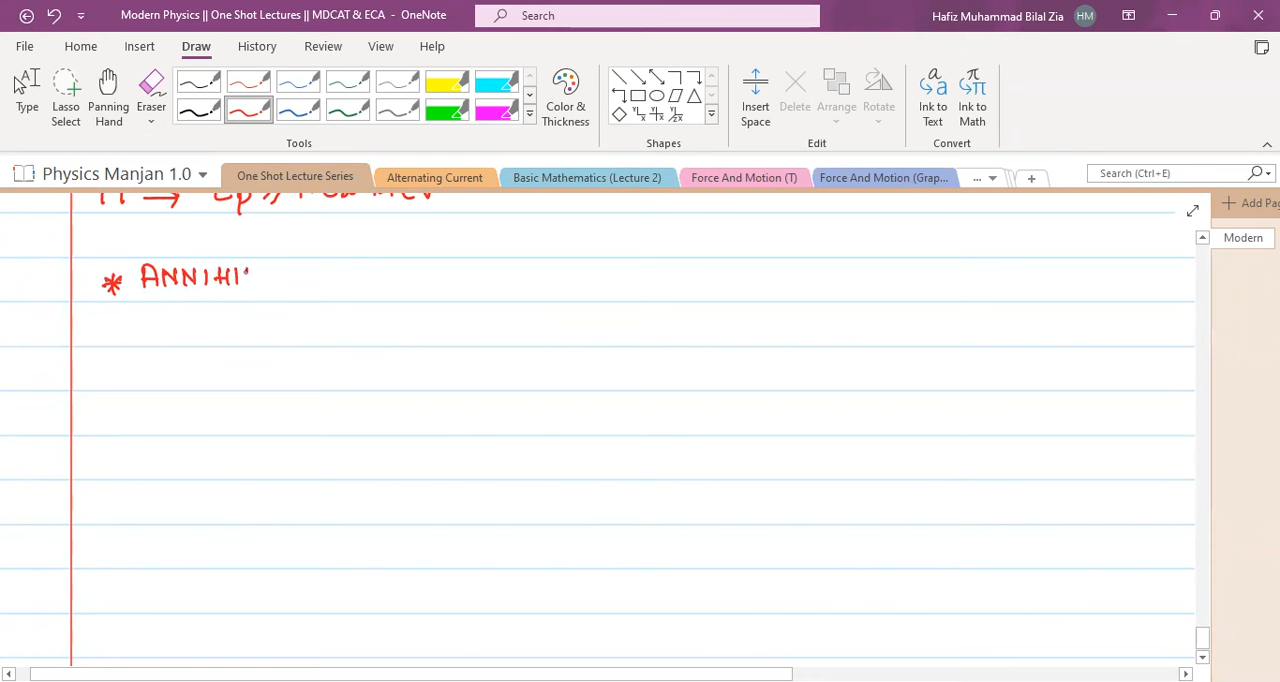 Modern Physics || One Shot Lectures || MDCAT & ECA - OneNote
Search
Hafiz Muhammad Bilal Zia
HM
File
Home
Insert
Draw
History
Review
View
Help
Type
Lasso Select
Panning Hand
Eraser
Color & Thickness
Insert Space
Delete
Arrange
Rotate
Ink to Text
Ink to Math
Tools
Shapes
Edit
Convert
Physics Manjan 1.0
One Shot Lecture Series
Alternating Current
Basic Mathematics (Lecture 2)
Force And Motion (T)
Force And Motion (Grap...
...
Search (Ctrl+E)
Add Pag
Modern
* ANNIHI